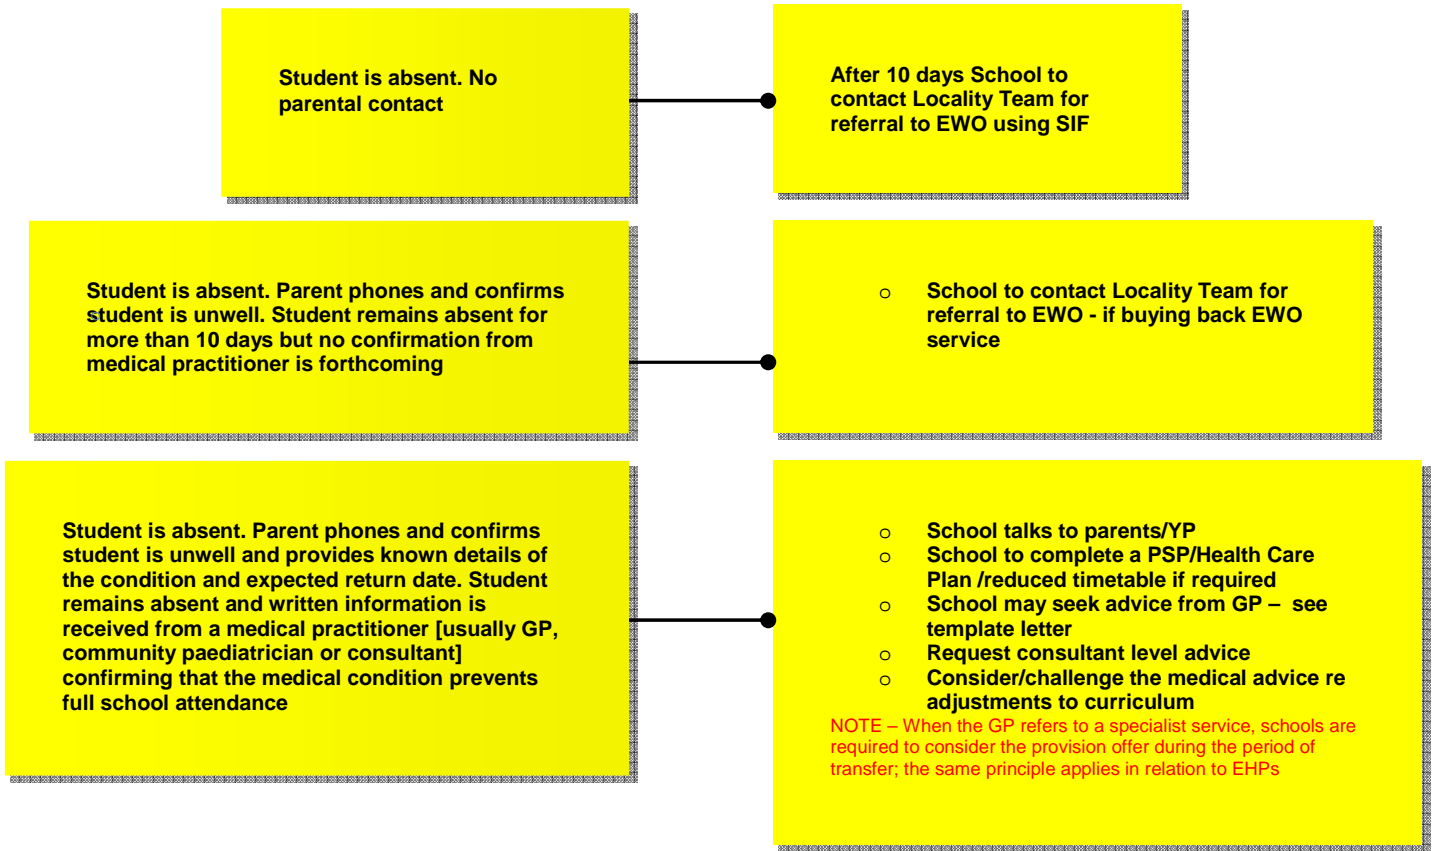 Student is absent. No
parental contact
After 10 days School to
contact Locality Team for
referral to EWO using SIF
Student is absent. Parent phones and confirms
student is unwell. Student remains absent for
more than 10 days but no confirmation from
medical practitioner is forthcoming
o School to contact Locality Team for
referral to EWO - if buying back EWO
service
Student is absent. Parent phones and confirms
student is unwell and provides known details of
the condition and expected return date. Student
remains absent and written information is
received from a medical practitioner [usually GP,
community paediatrician or consultant]
confirming that the medical condition prevents
full school attendance
o School talks to parents/YP
o School to complete a PSP/Health Care
Plan /reduced timetable if required
o School may seek advice from GP – see
template letter
o Request consultant level advice
o Consider/challenge the medical advice re
adjustments to curriculum
NOTE – When the GP refers to a specialist service, schools are
required to consider the provision offer during the period of
transfer; the same principle applies in relation to EHPs